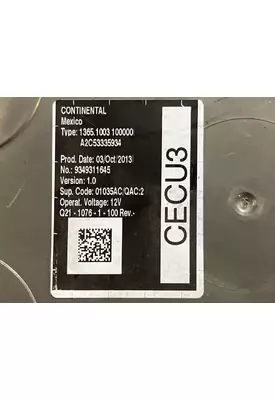 CONTINENTAL
Mexico
Type: 1365.1003 100000
A2C53335934
Prod. Date: 03/Oct/2013
No.: 9349311645
Version: 1.0
Sup. Code: 01035AC/QAC:2
Operat. Voltage: 12V
Q21 - 1076 - 1 - 100 Rev.-
CECU3